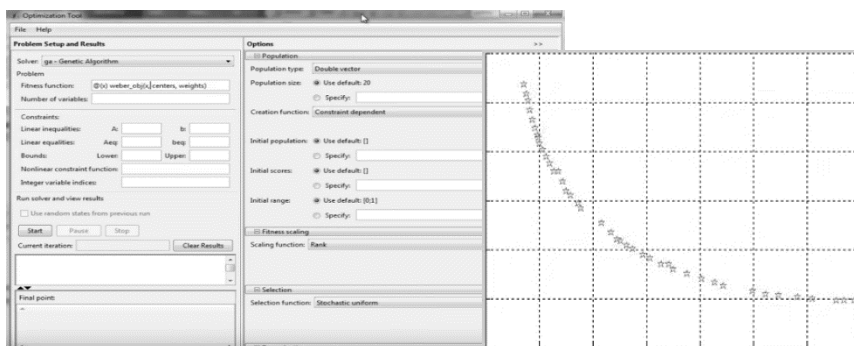 Optimization Tool
File Help
Problem Setup and Results
Solver: ga - Genetic Algorithm
Problem
Fitness function: @(x) weber_obj(x,centers, weights)
Number of variables:
Constraints:
Linear inequalities: A: b:
Linear equalities: Aeq: beq:
Bounds: Lower: Upper:
Nonlinear constraint function:
Integer variable indices:
Run solver and view results
Use random states from previous run
Start Pause Stop
Current iteration: Clear Results
Final point:
Options >>
Population
Population type: Double vector
Population size: Use default: 20
Specify:
Creation function: Constraint dependent
Initial population: Use default: []
Specify:
Initial scores: Use default: []
Specify:
Initial range: Use default: [0;1]
Specify:
Fitness scaling
Scaling function: Rank
Selection
Selection function: Stochastic uniform